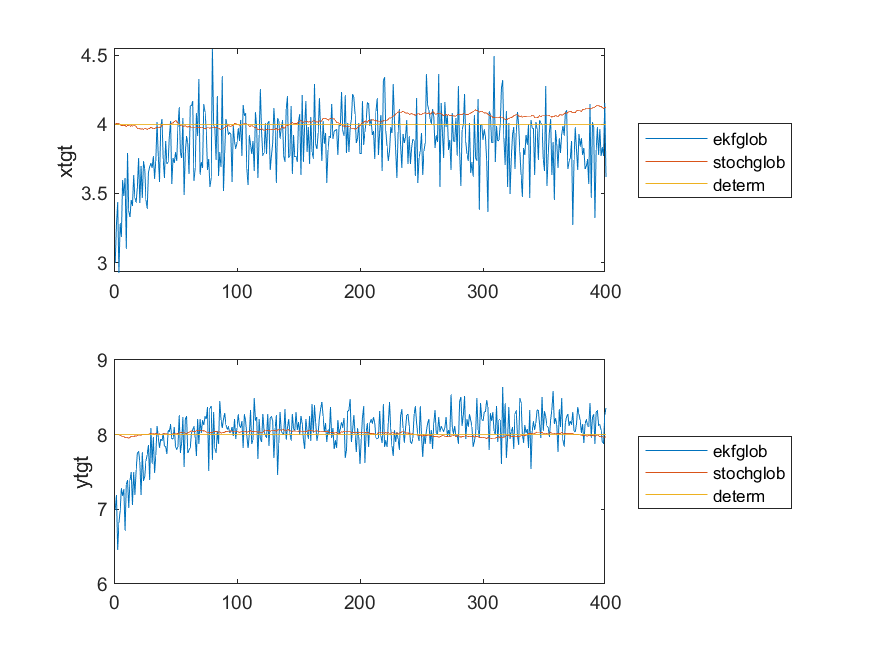 4.5
4
3.5
3
xtgt
0 100 200 300 400
ekfglob
stochglob
determ
9
8
7
6
ytgt
0 100 200 300 400
ekfglob
stochglob
determ